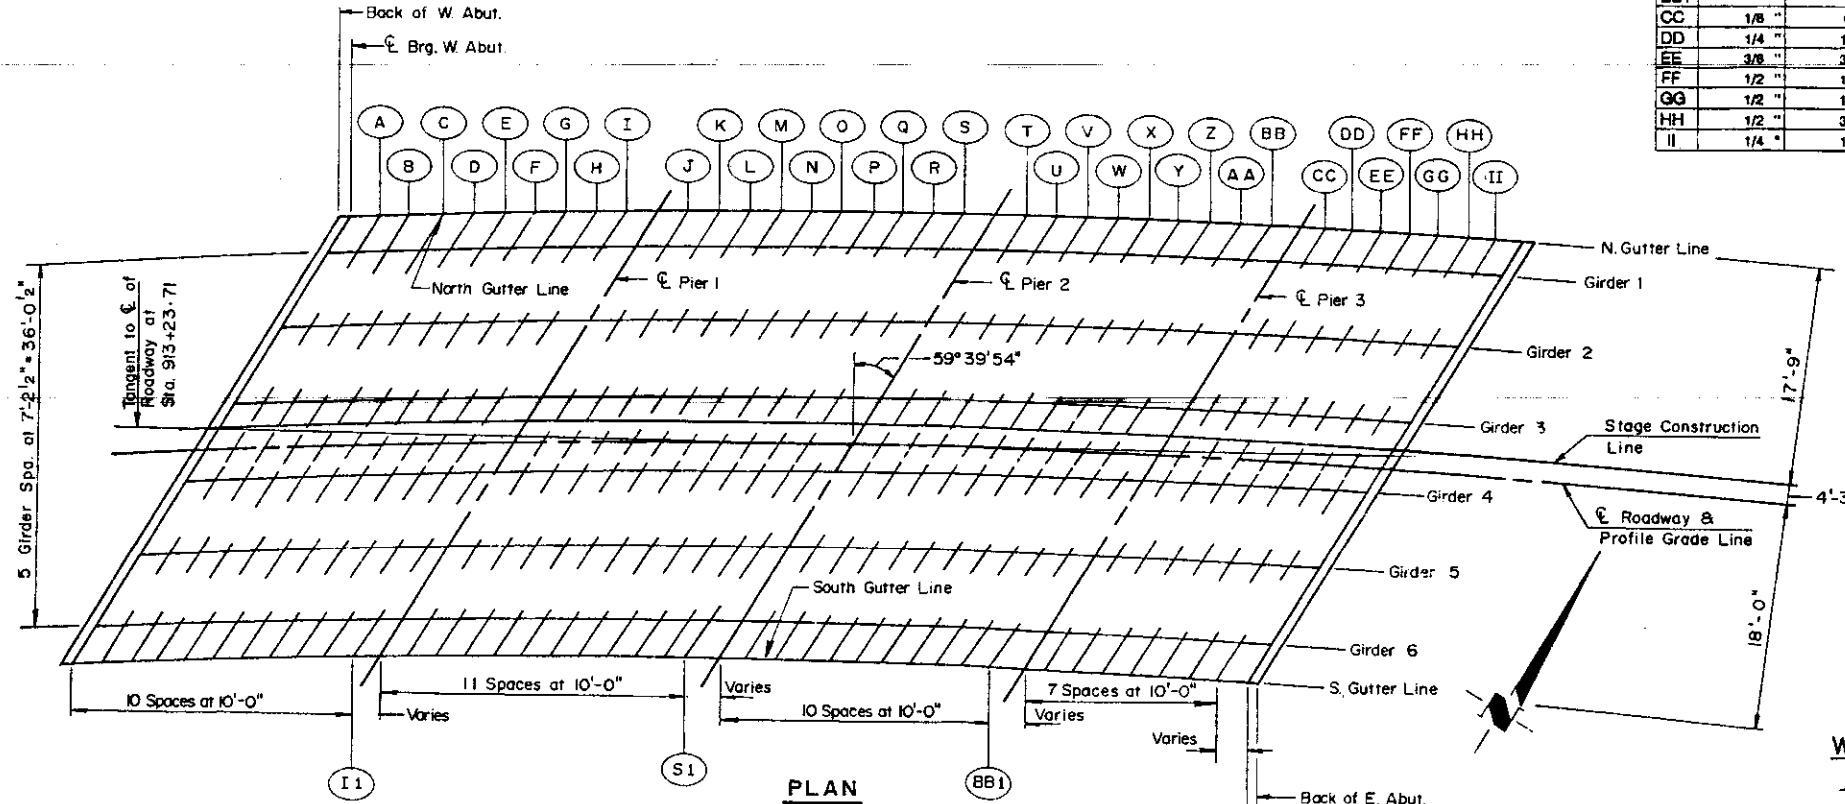 Back of W. Abut.
℄ Brg. W. Abut.
CC 1/8 "
DD 1/4 "
EE 3/8 "
FF 1/2 "
GG 1/2 "
HH 1/2 "
II 1/4 "
A C E G I K M O Q S T V X Z BB DD FF HH
B D F H J L N P R U W Y AA CC EE GG II
N. Gutter Line
Girder 1
North Gutter Line
℄ Pier 1
℄ Pier 2
℄ Pier 3
Girder 2
59° 39' 54"
Tangent to ℄ of
Roadway at
Sta. 913+23.71
5 Girder Spa. at 7'-2 1/2" = 36'-0 1/2"
17'-9"
Girder 3
Stage Construction
Line
Girder 4
℄ Roadway &
Profile Grade Line
Girder 5
18'-0"
South Gutter Line
Girder 6
S. Gutter Line
10 Spaces at 10'-0"
Varies
11 Spaces at 10'-0"
Varies
10 Spaces at 10'-0"
7 Spaces at 10'-0"
Varies
Varies
I1
S1
BB1
PLAN
Back of E. Abut.